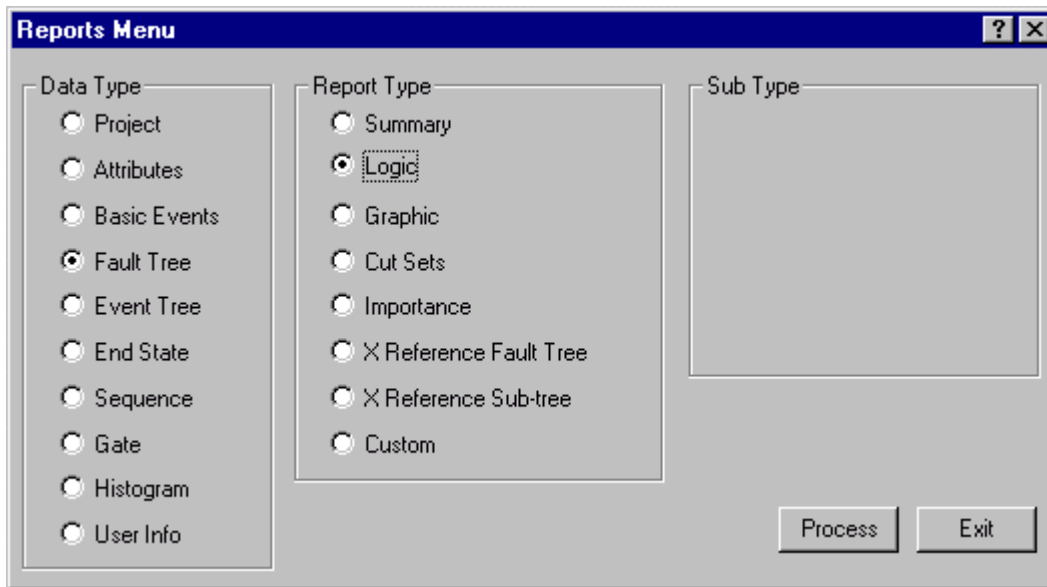 Reports Menu
Data Type
Project
Attributes
Basic Events
Fault Tree
Event Tree
End State
Sequence
Gate
Histogram
User Info
Report Type
Summary
Logic
Graphic
Cut Sets
Importance
X Reference Fault Tree
X Reference Sub-tree
Custom
Sub Type
Process
Exit